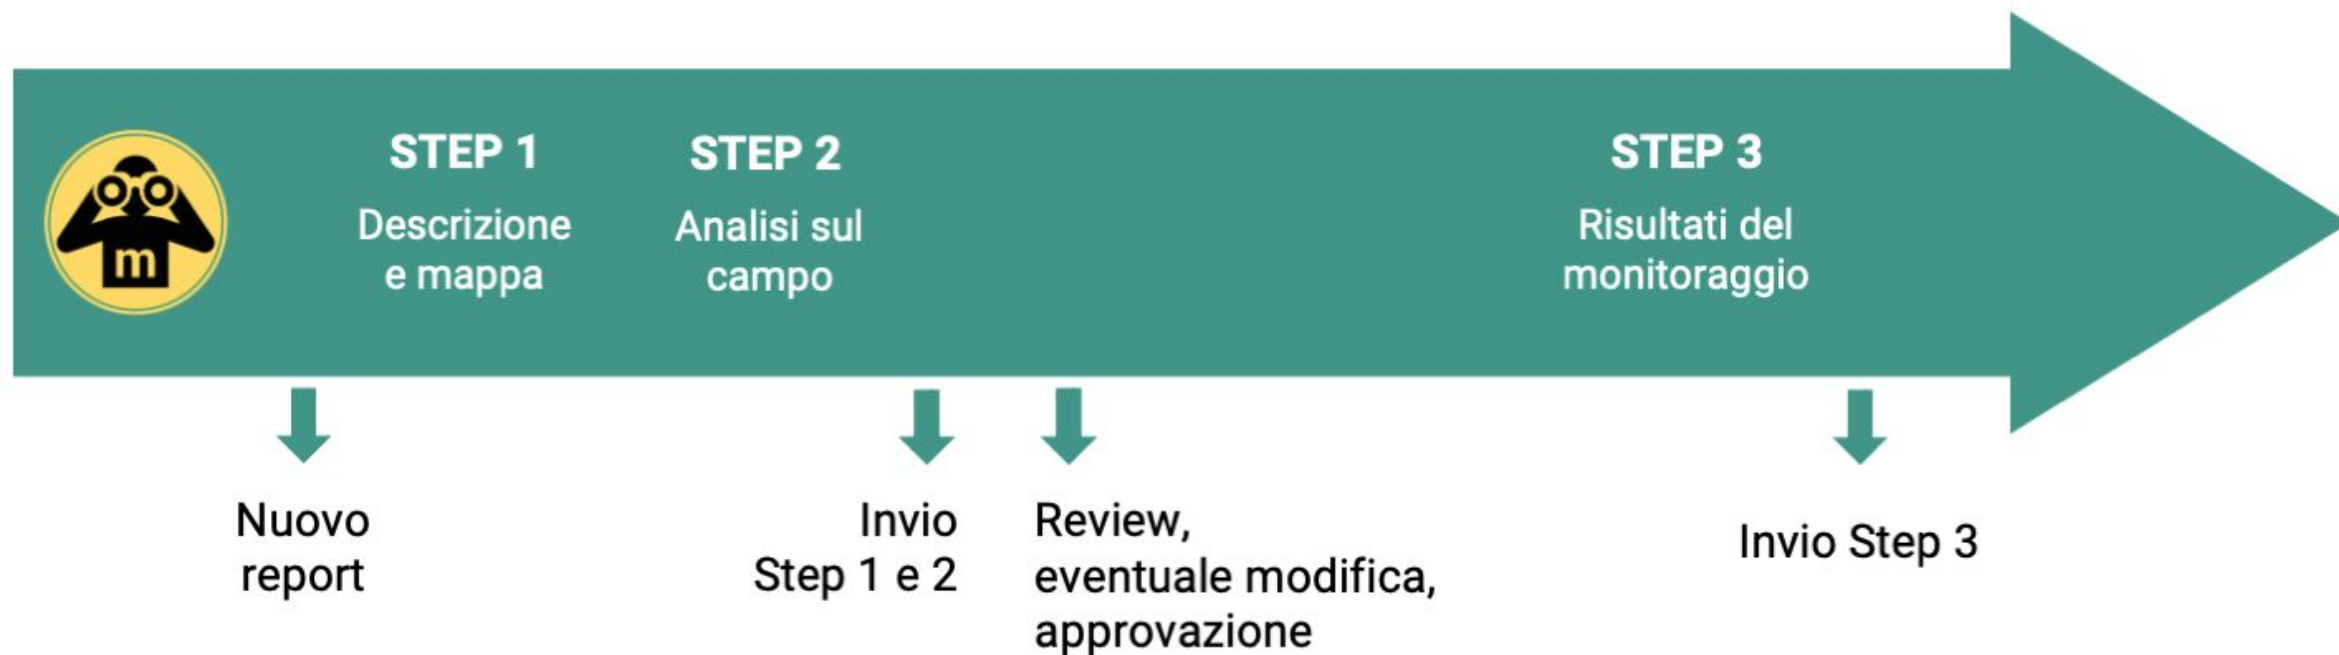 m
STEP 1
Descrizione
e mappa
STEP 2
Analisi sul
campo
STEP 3
Risultati del
monitoraggio
Nuovo
report
Invio
Step 1 e 2
Review,
eventuale modifica,
approvazione
Invio Step 3